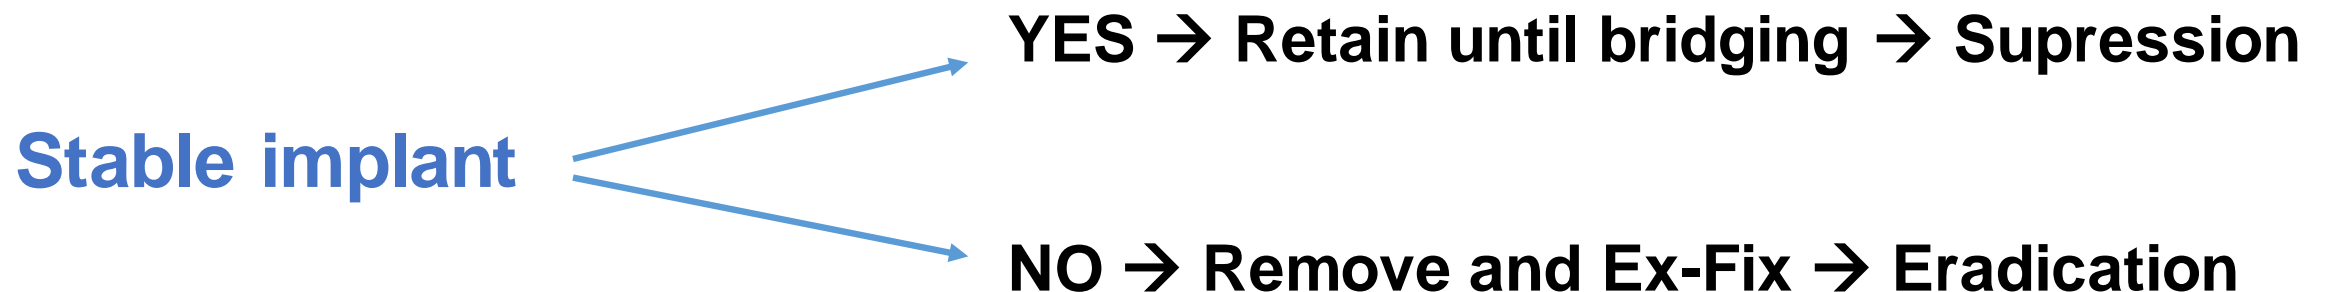 YES → Retain until bridging → Supression
Stable implant
NO → Remove and Ex-Fix → Eradication